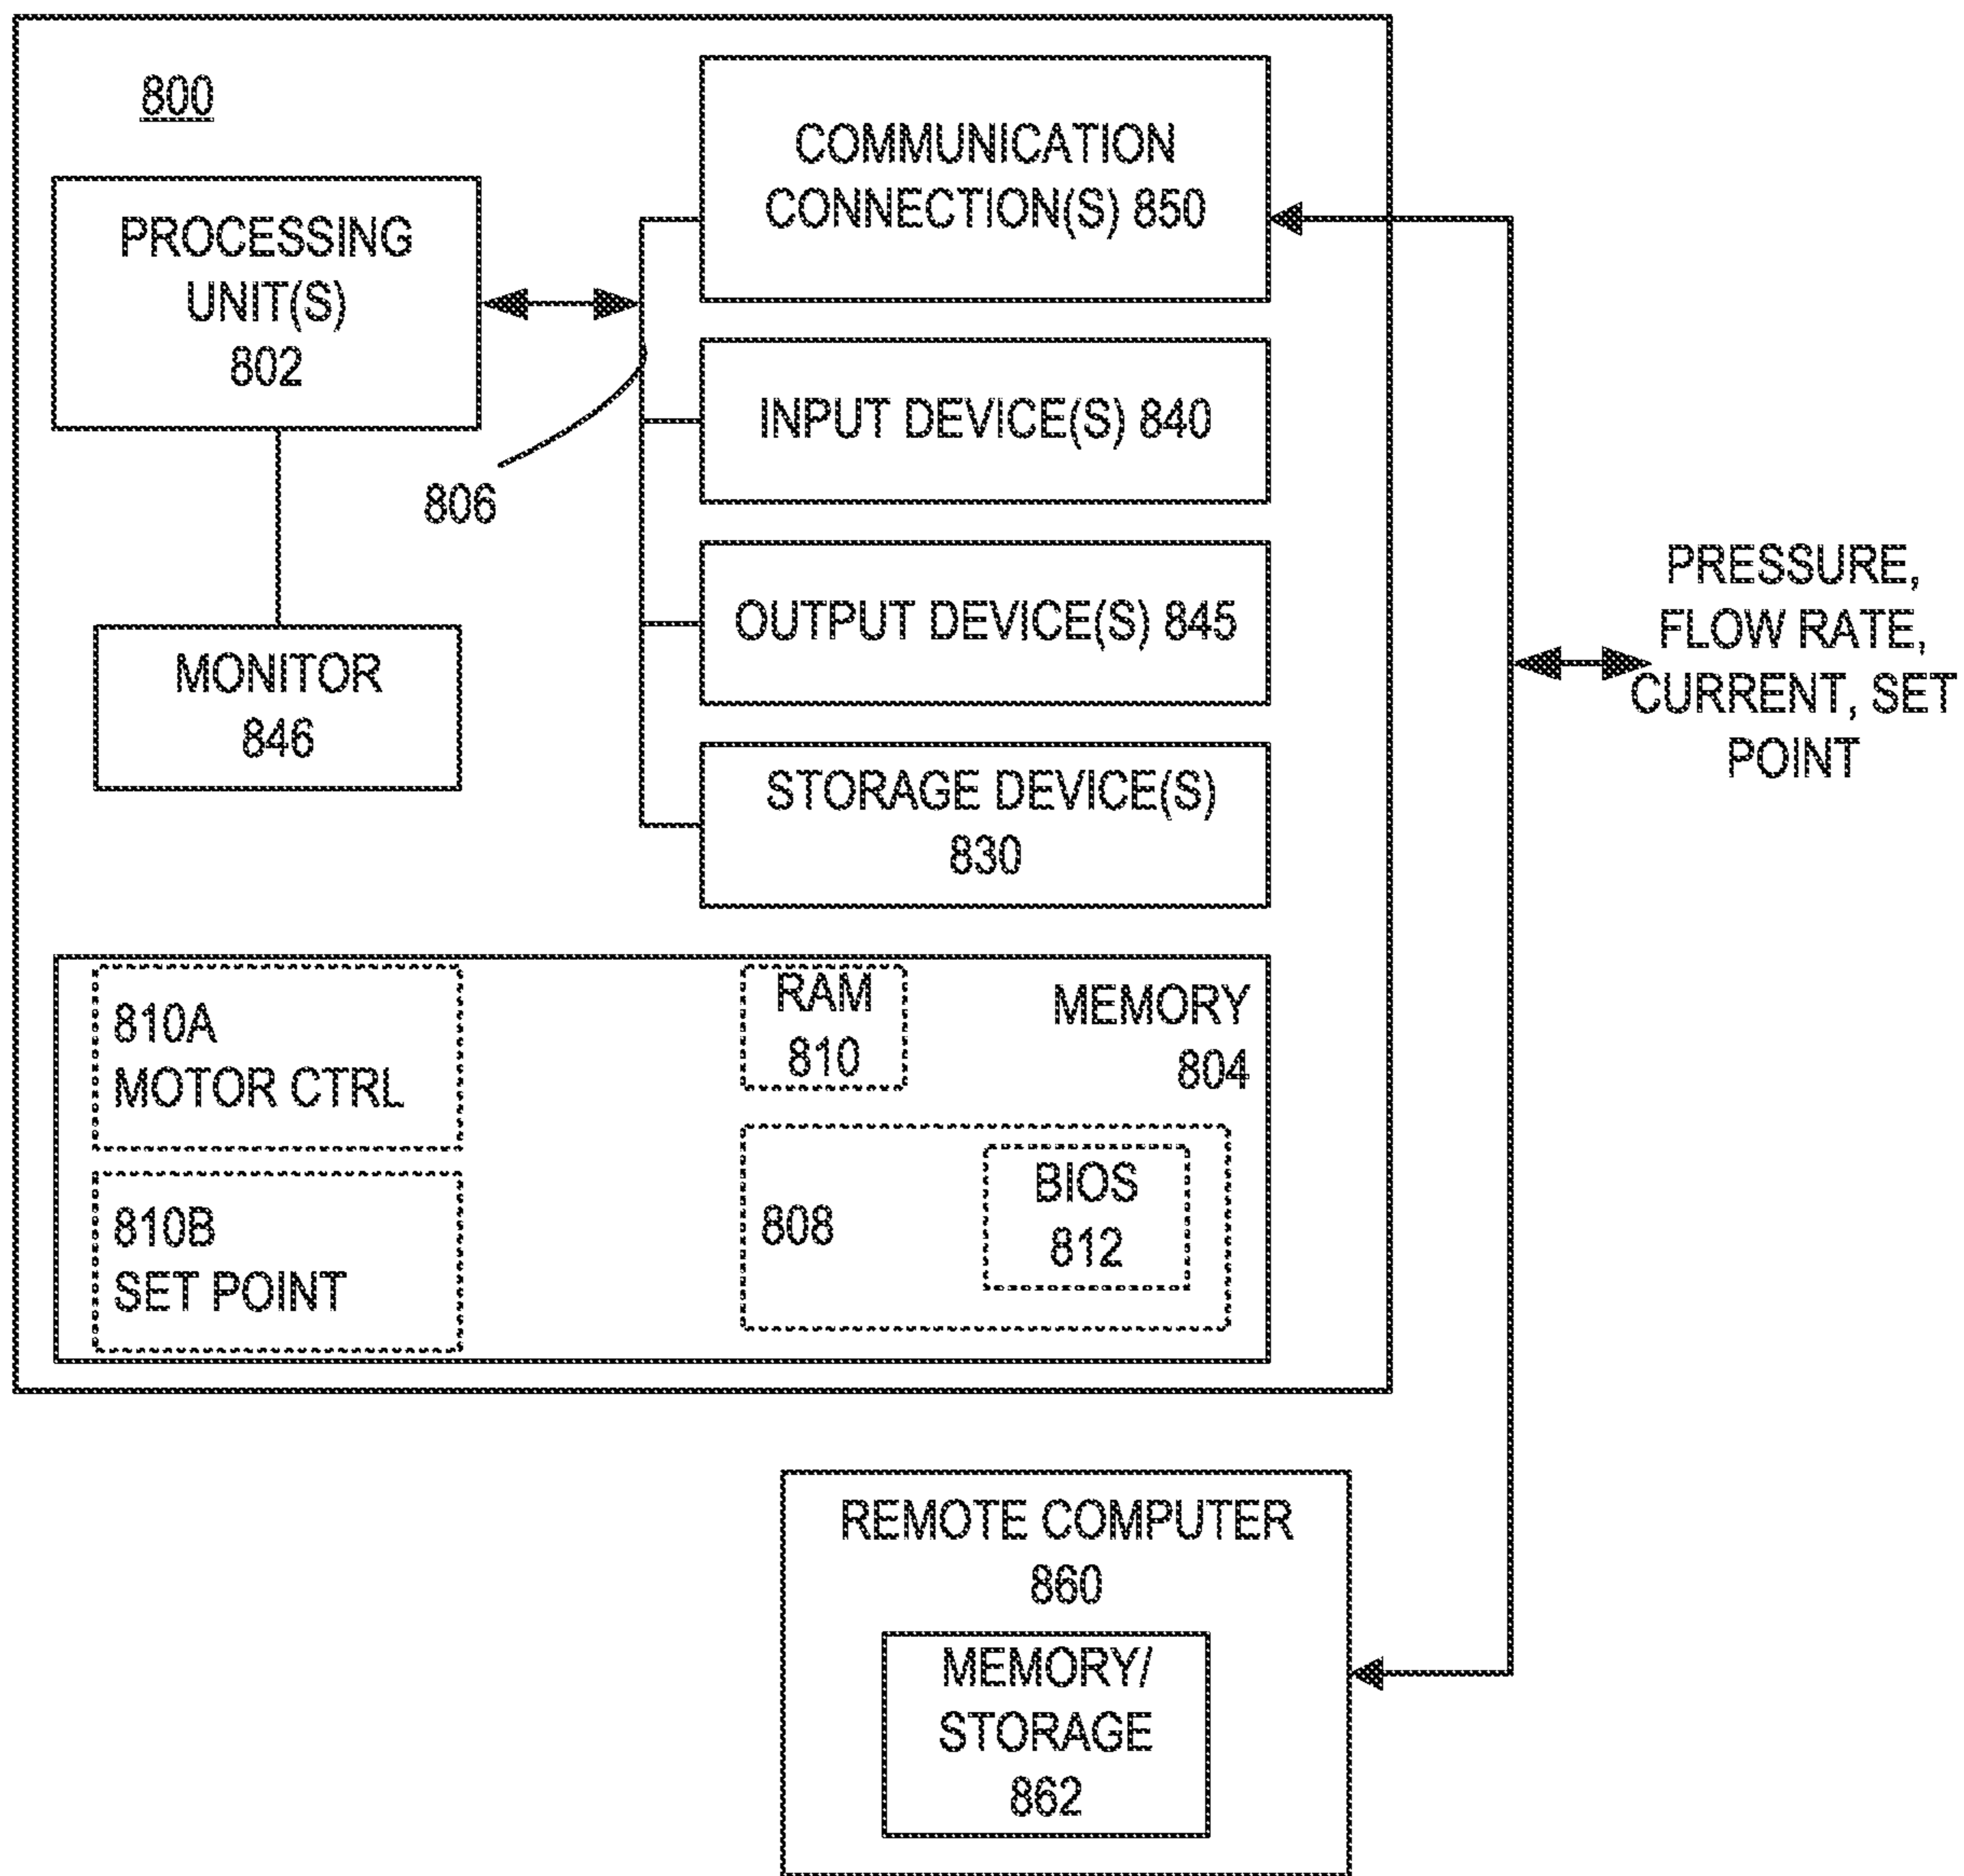 800
PROCESSING
UNIT(S)
802
COMMUNICATION
CONNECTION(S) 850
806
INPUT DEVICE(S) 840
OUTPUT DEVICE(S) 845
MONITOR
846
STORAGE DEVICE(S)
830
PRESSURE,
FLOW RATE,
CURRENT, SET
POINT
810A
MOTOR CTRL
RAM
810
MEMORY
804
810B
SET POINT
808
BIOS
812
REMOTE COMPUTER
860
MEMORY/
STORAGE
862